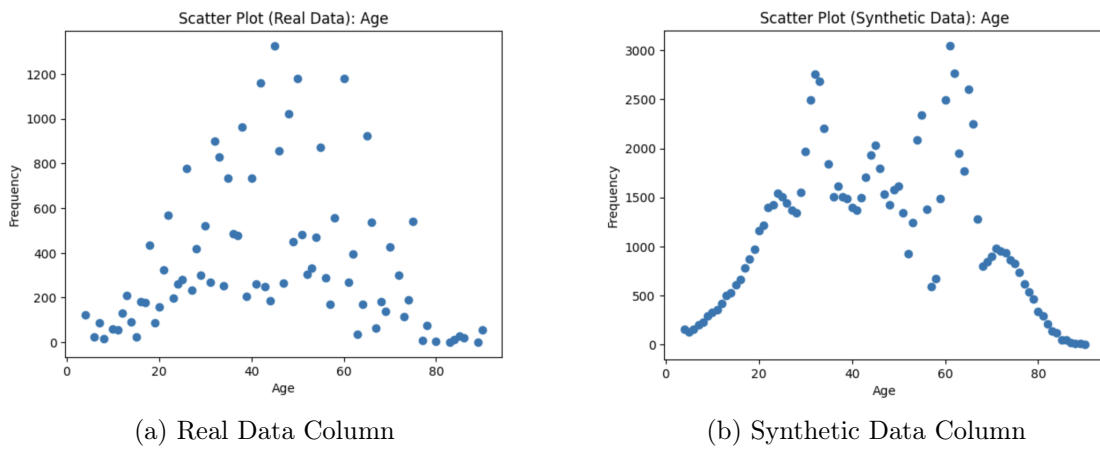 Scatter Plot (Real Data): Age
1200
1000
800
600
400
200
0
Frequency
0 20 40 60 80
Age
(a) Real Data Column
Scatter Plot (Synthetic Data): Age
3000
2500
2000
1500
1000
500
0
Frequency
0 20 40 60 80
Age
(b) Synthetic Data Column